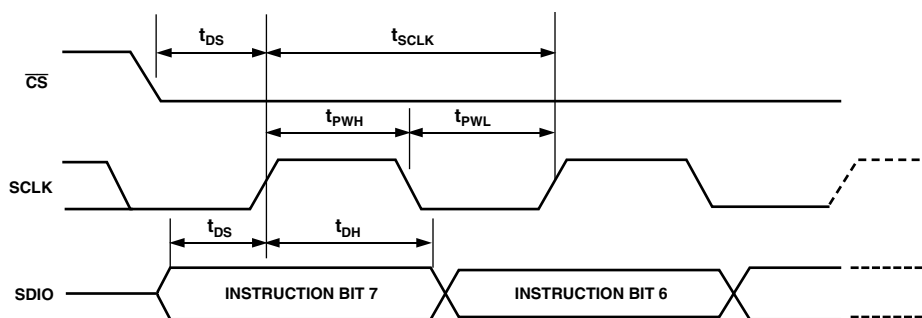 tDS tSCLK
CS
tPWH tPWL
SCLK
tDS tDH
SDIO INSTRUCTION BIT 7 INSTRUCTION BIT 6